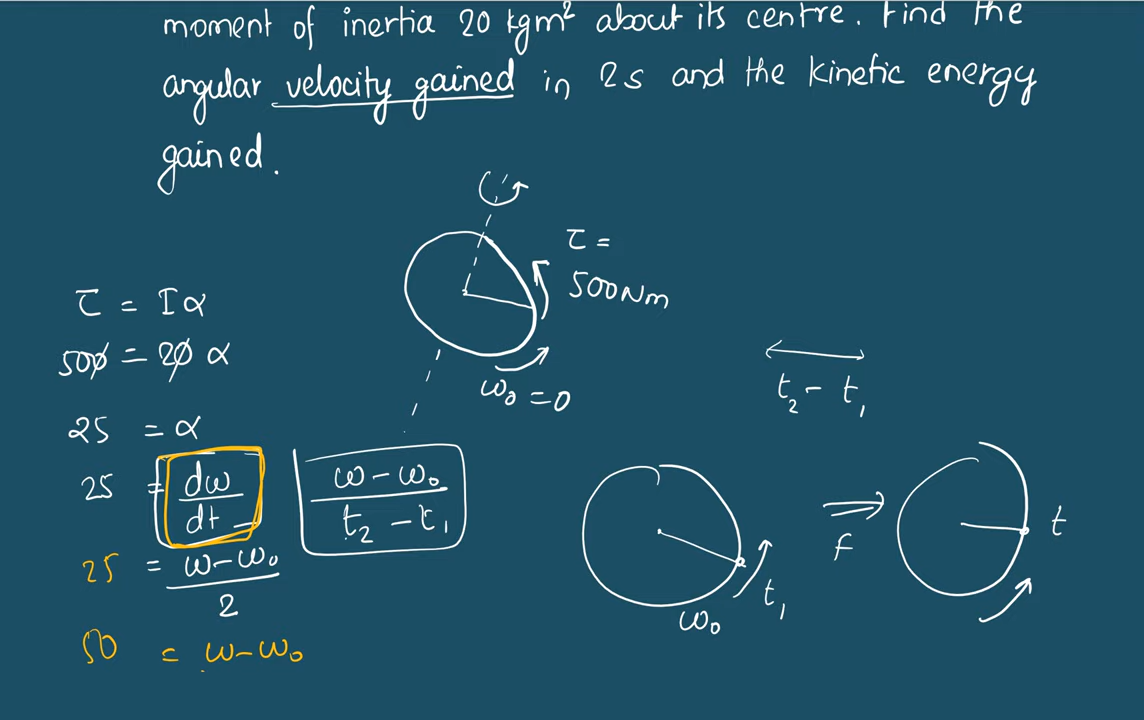 moment of inertia 20 kgm² about its centre. Find the
angular velocity gained in 2s and the kinetic energy
gained.
τ =
500Nm
ω₀ = 0
τ = Iα
500 = 20 α
25 = α
25 = dω/dt
ω - ω₀ / t₂ - t₁
25 = ω - ω₀ / 2
50 = ω - ω₀
t₂ - t₁
ω₀
t₁
F
t